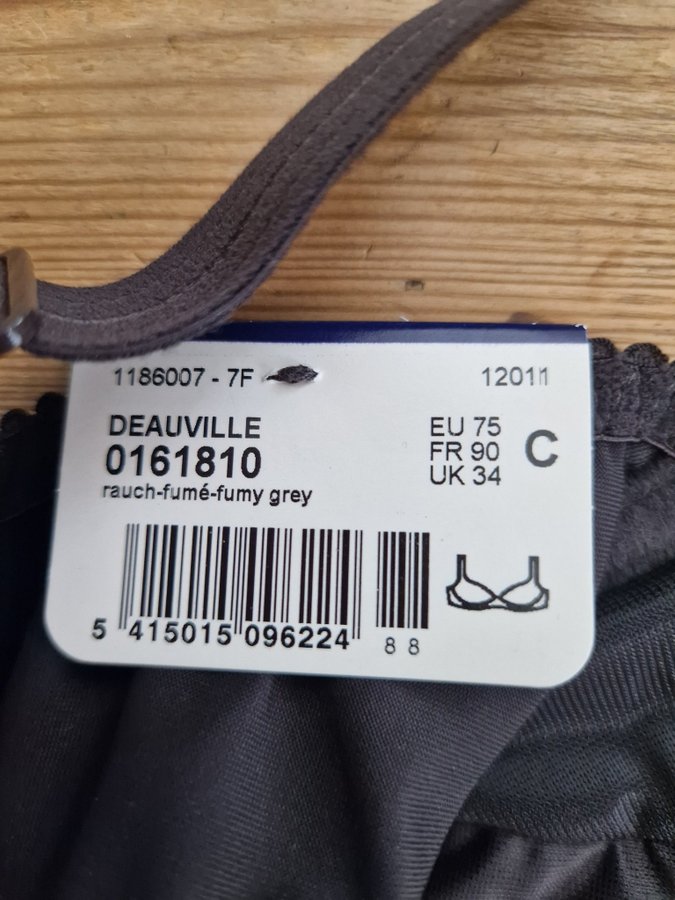 1186007 - 7F 12011
DEAUVILLE
0161810
rauch-fumé-fumy grey
EU 75
FR 90
UK 34
C
5 415015 096224
8 8